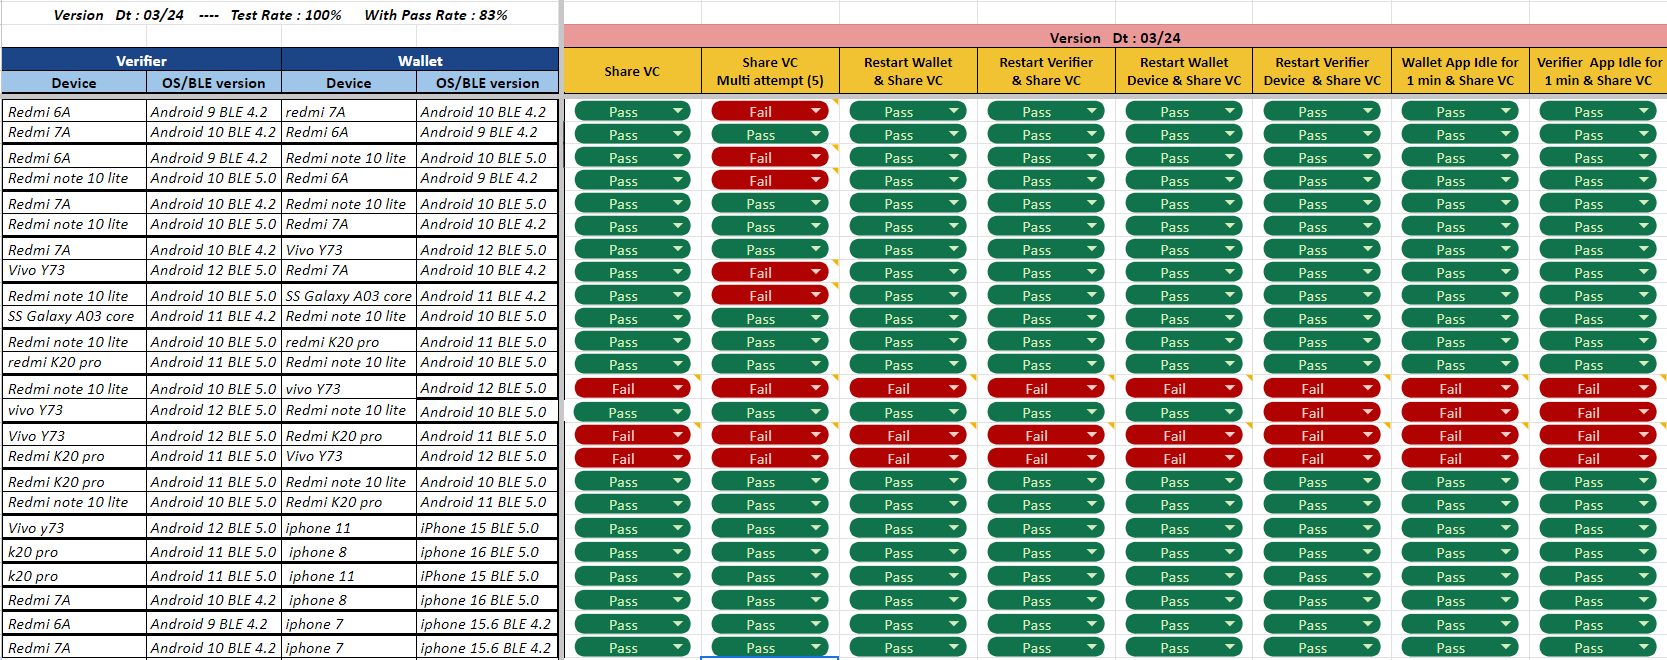 Version Dt : 03/24 ---- Test Rate : 100% With Pass Rate : 83%
Version Dt : 03/24
Verifier Wallet
Device OS/BLE version Device OS/BLE version
Share VC
Share VC
Multi attempt (5)
Restart Wallet
& Share VC
Restart Verifier
& Share VC
Restart Wallet
Device & Share VC
Restart Verifier
Device & Share VC
Wallet App Idle for
1 min & Share VC
Verifier App Idle for
1 min & Share VC
Redmi 6A Android 9 BLE 4.2 redmi 7A Android 10 BLE 4.2 Pass Fail Pass Pass Pass Pass Pass Pass
Redmi 7A Android 10 BLE 4.2 Redmi 6A Android 9 BLE 4.2 Pass Pass Pass Pass Pass Pass Pass Pass
Redmi 6A Android 9 BLE 4.2 Redmi note 10 lite Android 10 BLE 5.0 Pass Fail Pass Pass Pass Pass Pass Pass
Redmi note 10 lite Android 10 BLE 5.0 Redmi 6A Android 9 BLE 4.2 Pass Fail Pass Pass Pass Pass Pass Pass
Redmi 7A Android 10 BLE 4.2 Redmi note 10 lite Android 10 BLE 5.0 Pass Pass Pass Pass Pass Pass Pass Pass
Redmi note 10 lite Android 10 BLE 5.0 Redmi 7A Android 10 BLE 4.2 Pass Pass Pass Pass Pass Pass Pass Pass
Redmi 7A Android 10 BLE 4.2 Vivo Y73 Android 12 BLE 5.0 Pass Pass Pass Pass Pass Pass Pass Pass
Vivo Y73 Android 12 BLE 5.0 Redmi 7A Android 10 BLE 4.2 Pass Fail Pass Pass Pass Pass Pass Pass
Redmi note 10 lite Android 10 BLE 5.0 SS Galaxy A03 core Android 11 BLE 4.2 Pass Fail Pass Pass Pass Pass Pass Pass
SS Galaxy A03 core Android 11 BLE 4.2 Redmi note 10 lite Android 10 BLE 5.0 Pass Pass Pass Pass Pass Pass Pass Pass
Redmi note 10 lite Android 10 BLE 5.0 redmi K20 pro Android 11 BLE 5.0 Pass Pass Pass Pass Pass Pass Pass Pass
redmi K20 pro Android 11 BLE 5.0 Redmi note 10 lite Android 10 BLE 5.0 Pass Pass Pass Pass Pass Pass Pass Pass
Redmi note 10 lite Android 10 BLE 5.0 vivo Y73 Android 12 BLE 5.0 Fail Fail Fail Fail Fail Fail Fail Fail
vivo Y73 Android 12 BLE 5.0 Redmi note 10 lite Android 10 BLE 5.0 Pass Pass Pass Pass Pass Fail Fail Fail
Vivo Y73 Android 12 BLE 5.0 Redmi K20 pro Android 11 BLE 5.0 Fail Fail Fail Fail Fail Fail Fail Fail
Redmi K20 pro Android 11 BLE 5.0 Vivo Y73 Android 12 BLE 5.0 Fail Fail Fail Fail Fail Fail Fail Fail
Redmi K20 pro Android 11 BLE 5.0 Redmi note 10 lite Android 10 BLE 5.0 Pass Pass Pass Pass Pass Pass Pass Pass
Redmi note 10 lite Android 10 BLE 5.0 Redmi K20 pro Android 11 BLE 5.0 Pass Pass Pass Pass Pass Pass Pass Pass
Vivo y73 Android 12 BLE 5.0 iphone 11 iPhone 15 BLE 5.0 Pass Pass Pass Pass Pass Pass Pass Pass
k20 pro Android 11 BLE 5.0 iphone 8 iphone 16 BLE 5.0 Pass Pass Pass Pass Pass Pass Pass Pass
k20 pro Android 11 BLE 5.0 iphone 11 iPhone 15 BLE 5.0 Pass Pass Pass Pass Pass Pass Pass Pass
Redmi 7A Android 10 BLE 4.2 iphone 8 iphone 16 BLE 5.0 Pass Pass Pass Pass Pass Pass Pass Pass
Redmi 6A Android 9 BLE 4.2 iphone 7 iphone 15.6 BLE 4.2 Pass Pass Pass Pass Pass Pass Pass Pass
Redmi 7A Android 10 BLE 4.2 iphone 7 iphone 15.6 BLE 4.2 Pass Pass Pass Pass Pass Pass Pass Pass